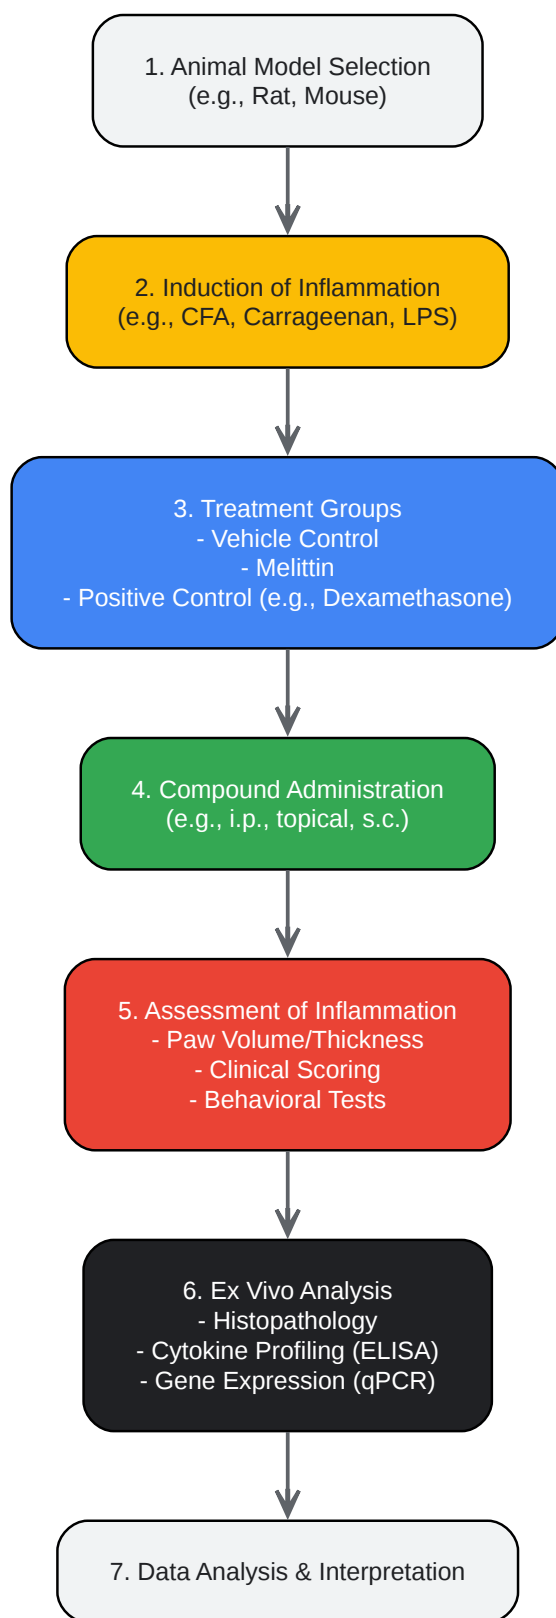 1. Animal Model Selection
(e.g., Rat, Mouse)
2. Induction of Inflammation
(e.g., CFA, Carrageenan, LPS)
3. Treatment Groups
- Vehicle Control
- Melittin
- Positive Control (e.g., Dexamethasone)
4. Compound Administration
(e.g., i.p., topical, s.c.)
5. Assessment of Inflammation
- Paw Volume/Thickness
- Clinical Scoring
- Behavioral Tests
6. Ex Vivo Analysis
- Histopathology
- Cytokine Profiling (ELISA)
- Gene Expression (qPCR)
7. Data Analysis & Interpretation